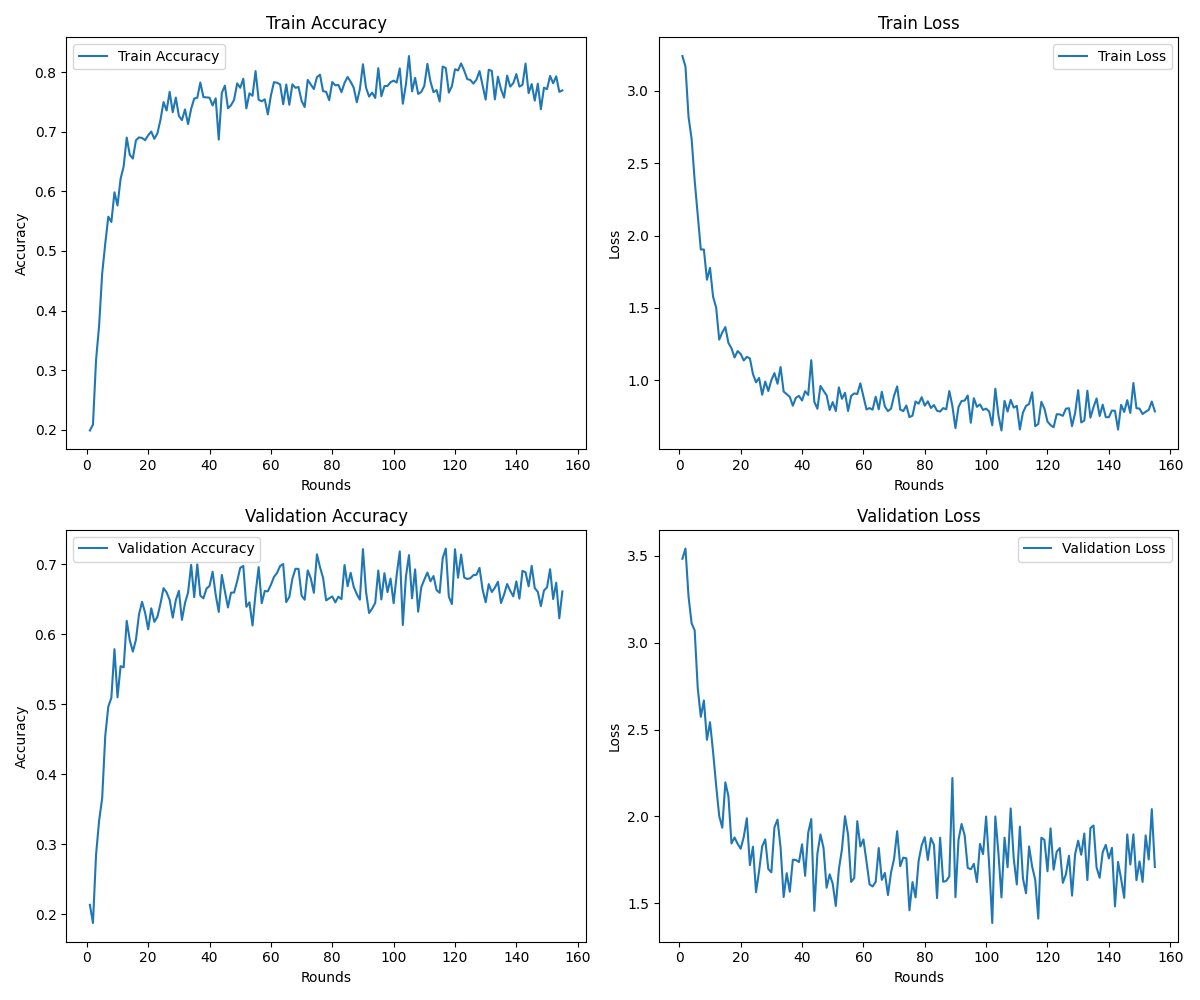 Train Accuracy
Train Accuracy
0.8
0.7
0.6
0.5
0.4
0.3
0.2
Accuracy
0 20 40 60 80 100 120 140 160
Rounds
Train Loss
Train Loss
3.0
2.5
2.0
1.5
1.0
Loss
0 20 40 60 80 100 120 140 160
Rounds
Validation Accuracy
Validation Accuracy
0.7
0.6
0.5
0.4
0.3
0.2
Accuracy
0 20 40 60 80 100 120 140 160
Rounds
Validation Loss
Validation Loss
3.5
3.0
2.5
2.0
1.5
Loss
0 20 40 60 80 100 120 140 160
Rounds